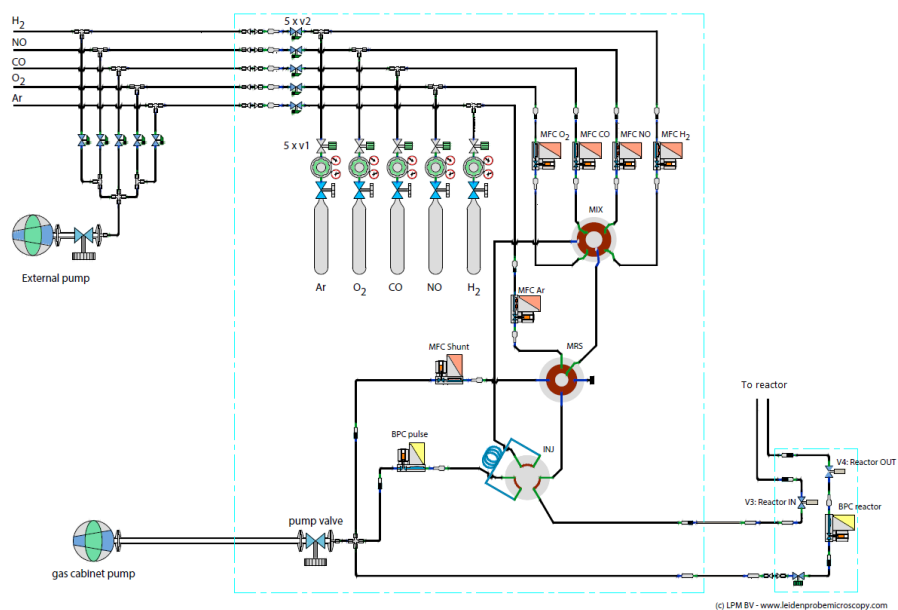 H2
5 x v2
NO
CO
O2
Ar
5 x v1
MFC O2
MFC CO
MFC NO
MFC H2
MIX
External pump
Ar
O2
CO
NO
H2
MFC Ar
MFC Shunt
MRS
To reactor
BPC pulse
INJ
V4: Reactor OUT
V3: Reactor IN
BPC reactor
pump valve
gas cabinet pump
(c) LPM BV - www.leidenprobemicroscopy.com